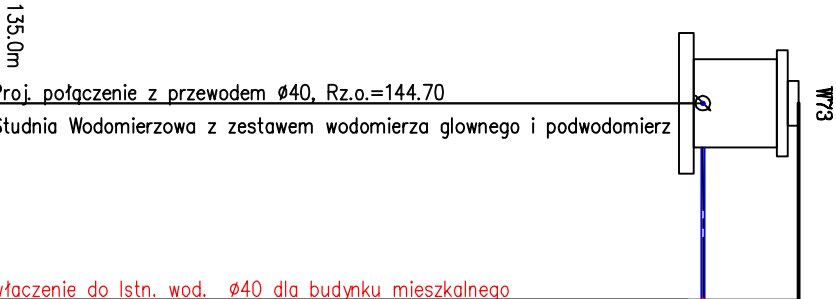 135.0m
Proj. połączenie z przewodem ø40, Rz.o.=144.70
Studnia Wodomierzowa z zestawem wodomierza glownego i podwodomierz
W73
włączenie do Istn. wod. ø40 dla budynku mieszkalnego